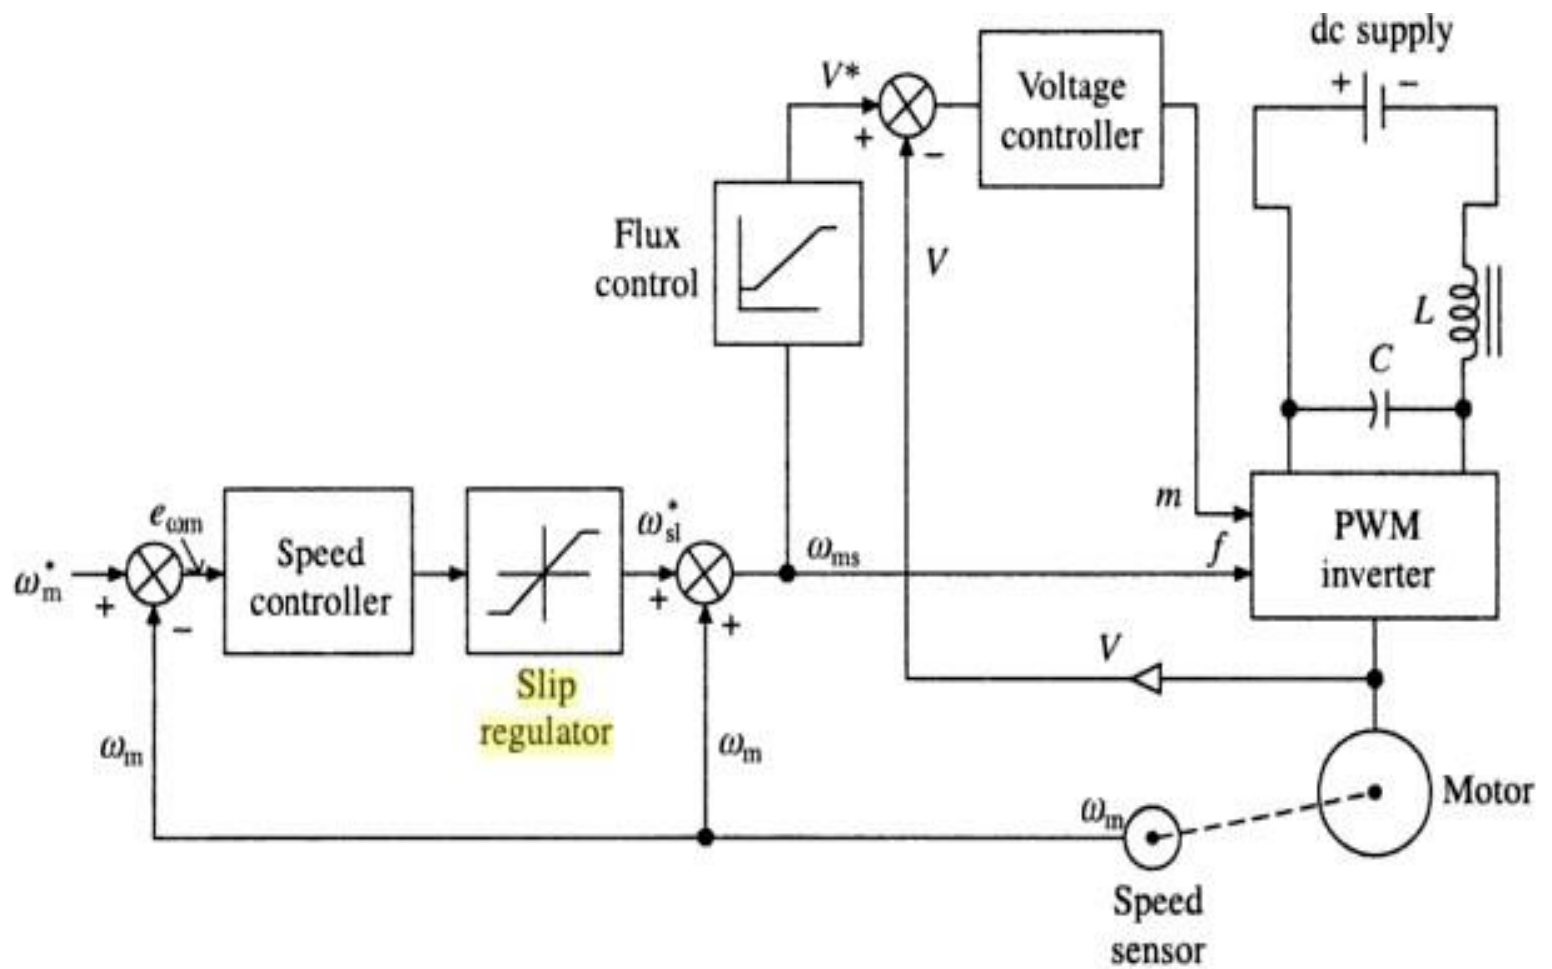 dc supply
+ −
V*
+
−
Voltage
controller
Flux
control
V
L
C
m
f
PWM
inverter
e_ωm
ω*_m
+
−
Speed
controller
ω*_sl
+
+
ω_ms
Slip
regulator
V
ω_m
ω_m
ω_m
Motor
Speed
sensor